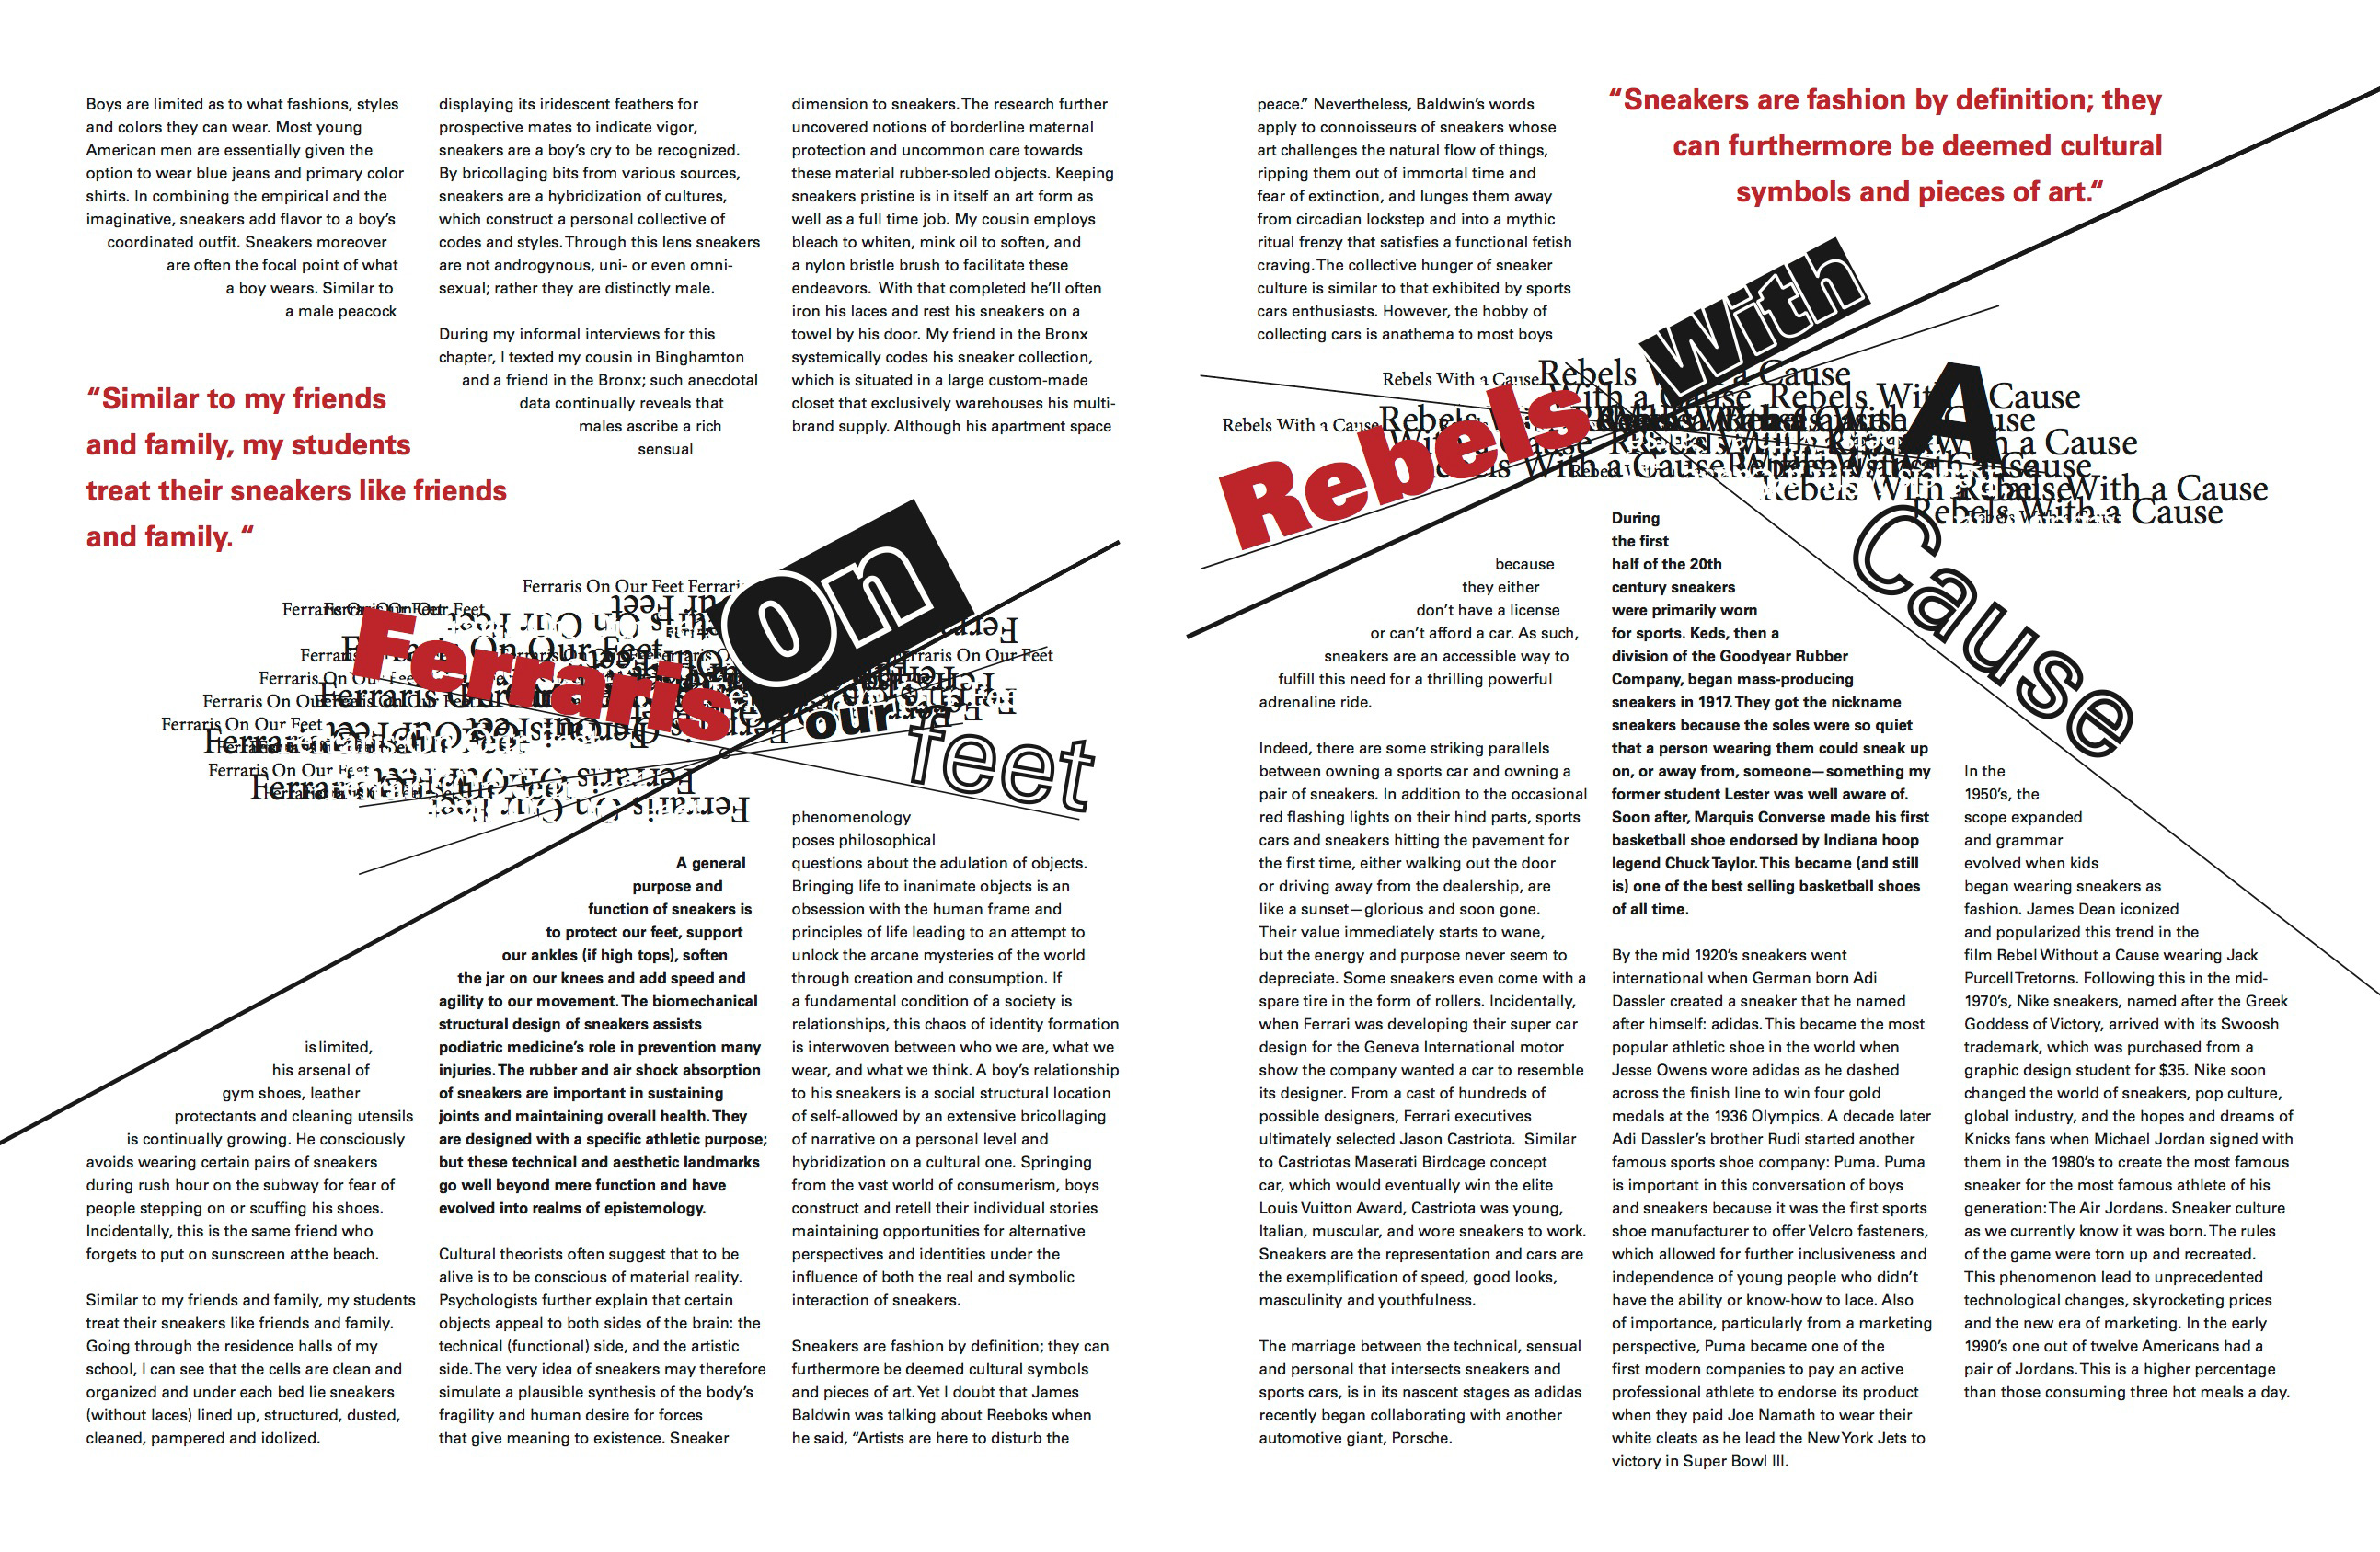 Boys are limited as to what fashions, styles
and colors they can wear. Most young
American men are essentially given the
option to wear blue jeans and primary color
shirts. In combining the empirical and the
imaginative, sneakers add flavor to a boy's
coordinated outfit. Sneakers moreover
are often the focal point of what
a boy wears. Similar to
a male peacock
“Similar to my friends
and family, my students
treat their sneakers like friends
and family. “
displaying its iridescent feathers for
prospective mates to indicate vigor,
sneakers are a boy's cry to be recognized.
By bricollaging bits from various sources,
sneakers are a hybridization of cultures,
which construct a personal collective of
codes and styles. Through this lens sneakers
are not androgynous, uni- or even omni-
sexual; rather they are distinctly male.
During my informal interviews for this
chapter, I texted my cousin in Binghamton
and a friend in the Bronx; such anecdotal
data continually reveals that
males ascribe a rich
sensual
dimension to sneakers. The research further
uncovered notions of borderline maternal
protection and uncommon care towards
these material rubber-soled objects. Keeping
sneakers pristine is in itself an art form as
well as a full time job. My cousin employs
bleach to whiten, mink oil to soften, and
a nylon bristle brush to facilitate these
endeavors. With that completed he'll often
iron his laces and rest his sneakers on a
towel by his door. My friend in the Bronx
systemically codes his sneaker collection,
which is situated in a large custom-made
closet that exclusively warehouses his multi-
brand supply. Although his apartment space
Ferraris On our feet
Ferraris On Our Feet
Ferraris On Our Feet
Ferraris On Our Feet
Ferraris On Our Feet
is limited,
his arsenal of
gym shoes, leather
protectants and cleaning utensils
is continually growing. He consciously
avoids wearing certain pairs of sneakers
during rush hour on the subway for fear of
people stepping on or scuffing his shoes.
Incidentally, this is the same friend who
forgets to put on sunscreen at the beach.
Similar to my friends and family, my students
treat their sneakers like friends and family.
Going through the residence halls of my
school, I can see that the cells are clean and
organized and under each bed lie sneakers
(without laces) lined up, structured, dusted,
cleaned, pampered and idolized.
A general
purpose and
function of sneakers is
to protect our feet, support
our ankles (if high tops), soften
the jar on our knees and add speed and
agility to our movement. The biomechanical
structural design of sneakers assists
podiatric medicine's role in prevention many
injuries. The rubber and air shock absorption
of sneakers are important in sustaining
joints and maintaining overall health. They
are designed with a specific athletic purpose;
but these technical and aesthetic landmarks
go well beyond mere function and have
evolved into realms of epistemology.
Cultural theorists often suggest that to be
alive is to be conscious of material reality.
Psychologists further explain that certain
objects appeal to both sides of the brain: the
technical (functional) side, and the artistic
side. The very idea of sneakers may therefore
simulate a plausible synthesis of the body's
fragility and human desire for forces
that give meaning to existence. Sneaker
phenomenology
poses philosophical
questions about the adulation of objects.
Bringing life to inanimate objects is an
obsession with the human frame and
principles of life leading to an attempt to
unlock the arcane mysteries of the world
through creation and consumption. If
a fundamental condition of a society is
relationships, this chaos of identity formation
is interwoven between who we are, what we
wear, and what we think. A boy's relationship
to his sneakers is a social structural location
of self-allowed by an extensive bricollaging
of narrative on a personal level and
hybridization on a cultural one. Springing
from the vast world of consumerism, boys
construct and retell their individual stories
maintaining opportunities for alternative
perspectives and identities under the
influence of both the real and symbolic
interaction of sneakers.
Sneakers are fashion by definition; they can
furthermore be deemed cultural symbols
and pieces of art. Yet I doubt that James
Baldwin was talking about Reeboks when
he said, “Artists are here to disturb the
peace.” Nevertheless, Baldwin's words
apply to connoisseurs of sneakers whose
art challenges the natural flow of things,
ripping them out of immortal time and
fear of extinction, and lunges them away
from circadian lockstep and into a mythic
ritual frenzy that satisfies a functional fetish
craving. The collective hunger of sneaker
culture is similar to that exhibited by sports
cars enthusiasts. However, the hobby of
collecting cars is anathema to most boys
“Sneakers are fashion by definition; they
can furthermore be deemed cultural
symbols and pieces of art.“
Rebels With A Cause
Rebels With a Cause
Rebels With a Cause
Rebels With a Cause
Rebels With a Cause
because
they either
don't have a license
or can't afford a car. As such,
sneakers are an accessible way to
fulfill this need for a thrilling powerful
adrenaline ride.
Indeed, there are some striking parallels
between owning a sports car and owning a
pair of sneakers. In addition to the occasional
red flashing lights on their hind parts, sports
cars and sneakers hitting the pavement for
the first time, either walking out the door
or driving away from the dealership, are
like a sunset—glorious and soon gone.
Their value immediately starts to wane,
but the energy and purpose never seem to
depreciate. Some sneakers even come with a
spare tire in the form of rollers. Incidentally,
when Ferrari was developing their super car
design for the Geneva International motor
show the company wanted a car to resemble
its designer. From a cast of hundreds of
possible designers, Ferrari executives
ultimately selected Jason Castriota. Similar
to Castriotas Maserati Birdcage concept
car, which would eventually win the elite
Louis Vuitton Award, Castriota was young,
Italian, muscular, and wore sneakers to work.
Sneakers are the representation and cars are
the exemplification of speed, good looks,
masculinity and youthfulness.
The marriage between the technical, sensual
and personal that intersects sneakers and
sports cars, is in its nascent stages as adidas
recently began collaborating with another
automotive giant, Porsche.
During
the first
half of the 20th
century sneakers
were primarily worn
for sports. Keds, then a
division of the Goodyear Rubber
Company, began mass-producing
sneakers in 1917. They got the nickname
sneakers because the soles were so quiet
that a person wearing them could sneak up
on, or away from, someone—something my
former student Lester was well aware of.
Soon after, Marquis Converse made his first
basketball shoe endorsed by Indiana hoop
legend Chuck Taylor. This became (and still
is) one of the best selling basketball shoes
of all time.
By the mid 1920's sneakers went
international when German born Adi
Dassler created a sneaker that he named
after himself: adidas. This became the most
popular athletic shoe in the world when
Jesse Owens wore adidas as he dashed
across the finish line to win four gold
medals at the 1936 Olympics. A decade later
Adi Dassler's brother Rudi started another
famous sports shoe company: Puma. Puma
is important in this conversation of boys
and sneakers because it was the first sports
shoe manufacturer to offer Velcro fasteners,
which allowed for further inclusiveness and
independence of young people who didn't
have the ability or know-how to lace. Also
of importance, particularly from a marketing
perspective, Puma became one of the
first modern companies to pay an active
professional athlete to endorse its product
when they paid Joe Namath to wear their
white cleats as he lead the New York Jets to
victory in Super Bowl III.
In the
1950's, the
scope expanded
and grammar
evolved when kids
began wearing sneakers as
fashion. James Dean iconized
and popularized this trend in the
film Rebel Without a Cause wearing Jack
Purcell Tretorns. Following this in the mid-
1970's, Nike sneakers, named after the Greek
Goddess of Victory, arrived with its Swoosh
trademark, which was purchased from a
graphic design student for $35. Nike soon
changed the world of sneakers, pop culture,
global industry, and the hopes and dreams of
Knicks fans when Michael Jordan signed with
them in the 1980's to create the most famous
sneaker for the most famous athlete of his
generation: The Air Jordans. Sneaker culture
as we currently know it was born. The rules
of the game were torn up and recreated.
This phenomenon lead to unprecedented
technological changes, skyrocketing prices
and the new era of marketing. In the early
1990's one out of twelve Americans had a
pair of Jordans. This is a higher percentage
than those consuming three hot meals a day.